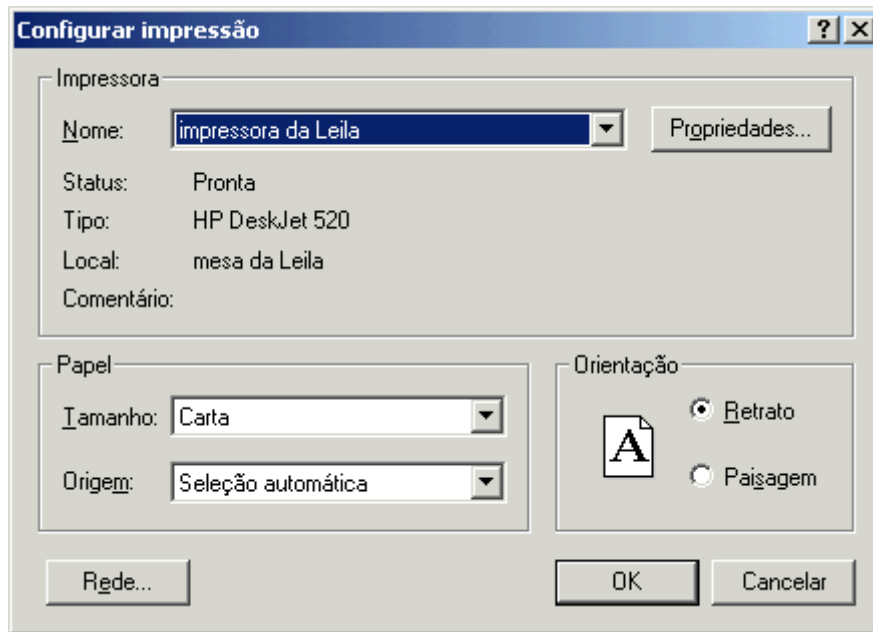 Configurar impressão
Impressora
Nome: impressora da Leila Propriedades...
Status: Pronta
Tipo: HP DeskJet 520
Local: mesa da Leila
Comentário:
Papel
Tamanho: Carta
Origem: Seleção automática
Orientação
A
Retrato
Paisagem
Rede... OK Cancelar